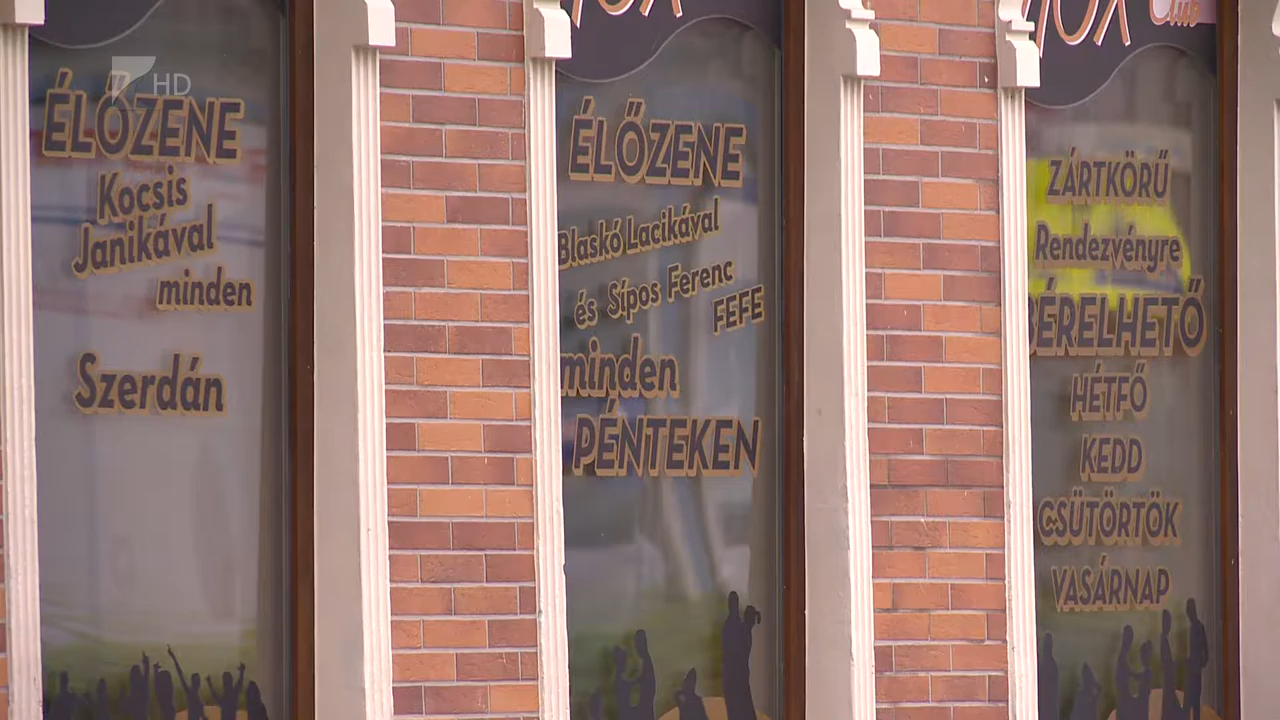 HD
ÉLŐZENE
Kocsis
Janikával
minden
Szerdán
ÉLŐZENE
Blaskó Lacikával
és Sípos Ferenc
FEFE
minden
PÉNTEKEN
ZÁRTKÖRŰ
Rendezvényre
BÉRELHETŐ
HÉTFŐ
KEDD
CSÜTÖRTÖK
VASÁRNAP